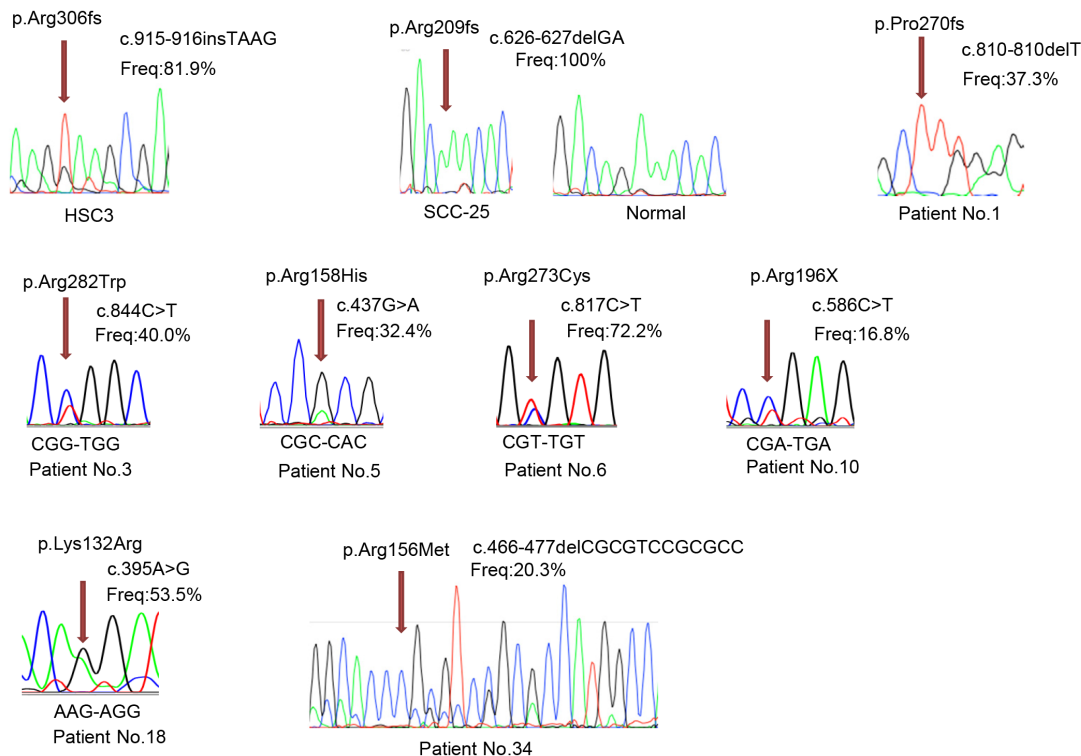 p.Arg306fs
c.915-916insTAAG
Freq:81.9%
HSC3
p.Arg209fs
c.626-627delGA
Freq:100%
SCC-25
Normal
p.Pro270fs
c.810-810delT
Freq:37.3%
Patient No.1
p.Arg282Trp
c.844C>T
Freq:40.0%
CGG-TGG
Patient No.3
p.Arg158His
c.437G>A
Freq:32.4%
CGC-CAC
Patient No.5
p.Arg273Cys
c.817C>T
Freq:72.2%
CGT-TGT
Patient No.6
p.Arg196X
c.586C>T
Freq:16.8%
CGA-TGA
Patient No.10
p.Lys132Arg
c.395A>G
Freq:53.5%
AAG-AGG
Patient No.18
p.Arg156Met
c.466-477delCGCGTCCGCGCC
Freq:20.3%
Patient No.34